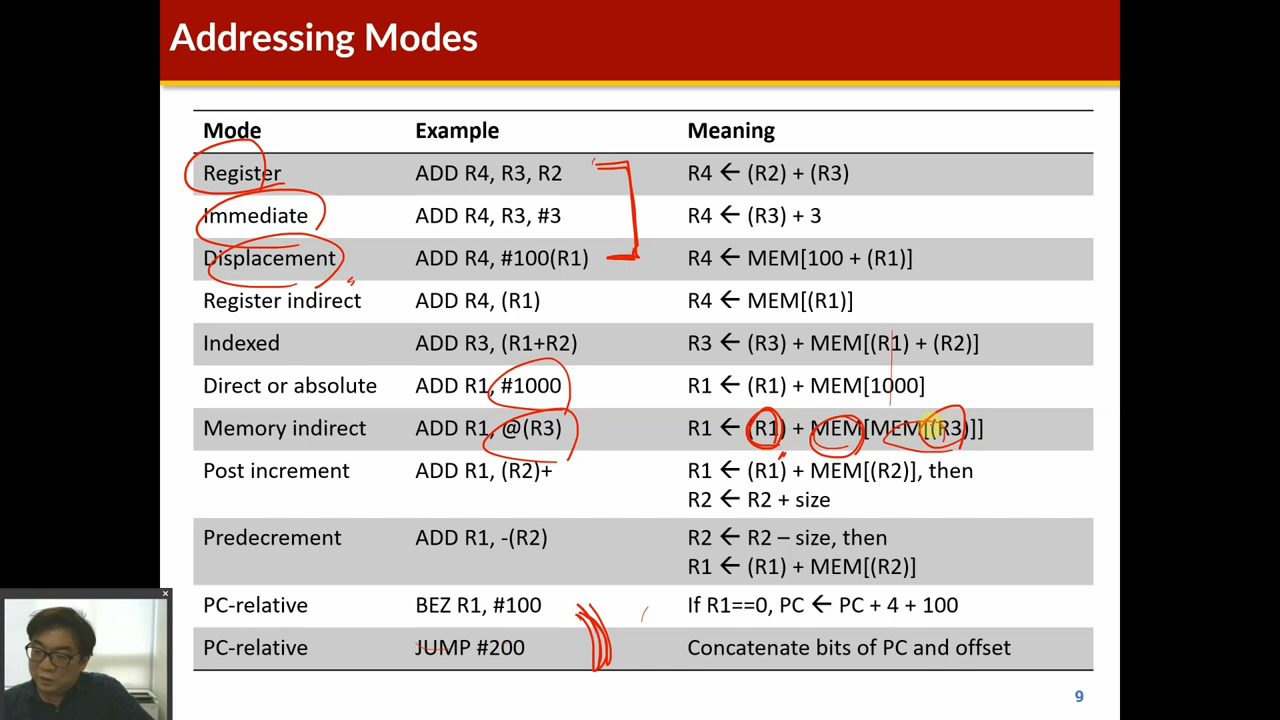 Addressing Modes
Mode Example Meaning
Register ADD R4, R3, R2 R4 ← (R2) + (R3)
Immediate ADD R4, R3, #3 R4 ← (R3) + 3
Displacement ADD R4, #100(R1) R4 ← MEM[100 + (R1)]
Register indirect ADD R4, (R1) R4 ← MEM[(R1)]
Indexed ADD R3, (R1+R2) R3 ← (R3) + MEM[(R1) + (R2)]
Direct or absolute ADD R1, #1000 R1 ← (R1) + MEM[1000]
Memory indirect ADD R1, @(R3) R1 ← (R1) + MEM[MEM[(R3)]]
Post increment ADD R1, (R2)+ R1 ← (R1) + MEM[(R2)], then
R2 ← R2 + size
Predecrement ADD R1, -(R2) R2 ← R2 – size, then
R1 ← (R1) + MEM[(R2)]
PC-relative BEZ R1, #100 If R1==0, PC ← PC + 4 + 100
PC-relative JUMP #200 Concatenate bits of PC and offset
9